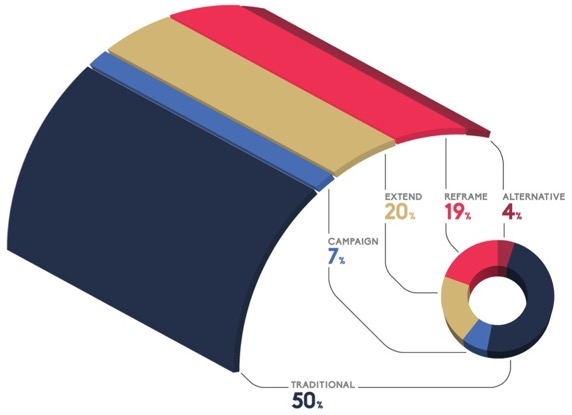 EXTEND
20%
REFRAME
19%
ALTERNATIVE
4%
CAMPAIGN
7%
TRADITIONAL
50%